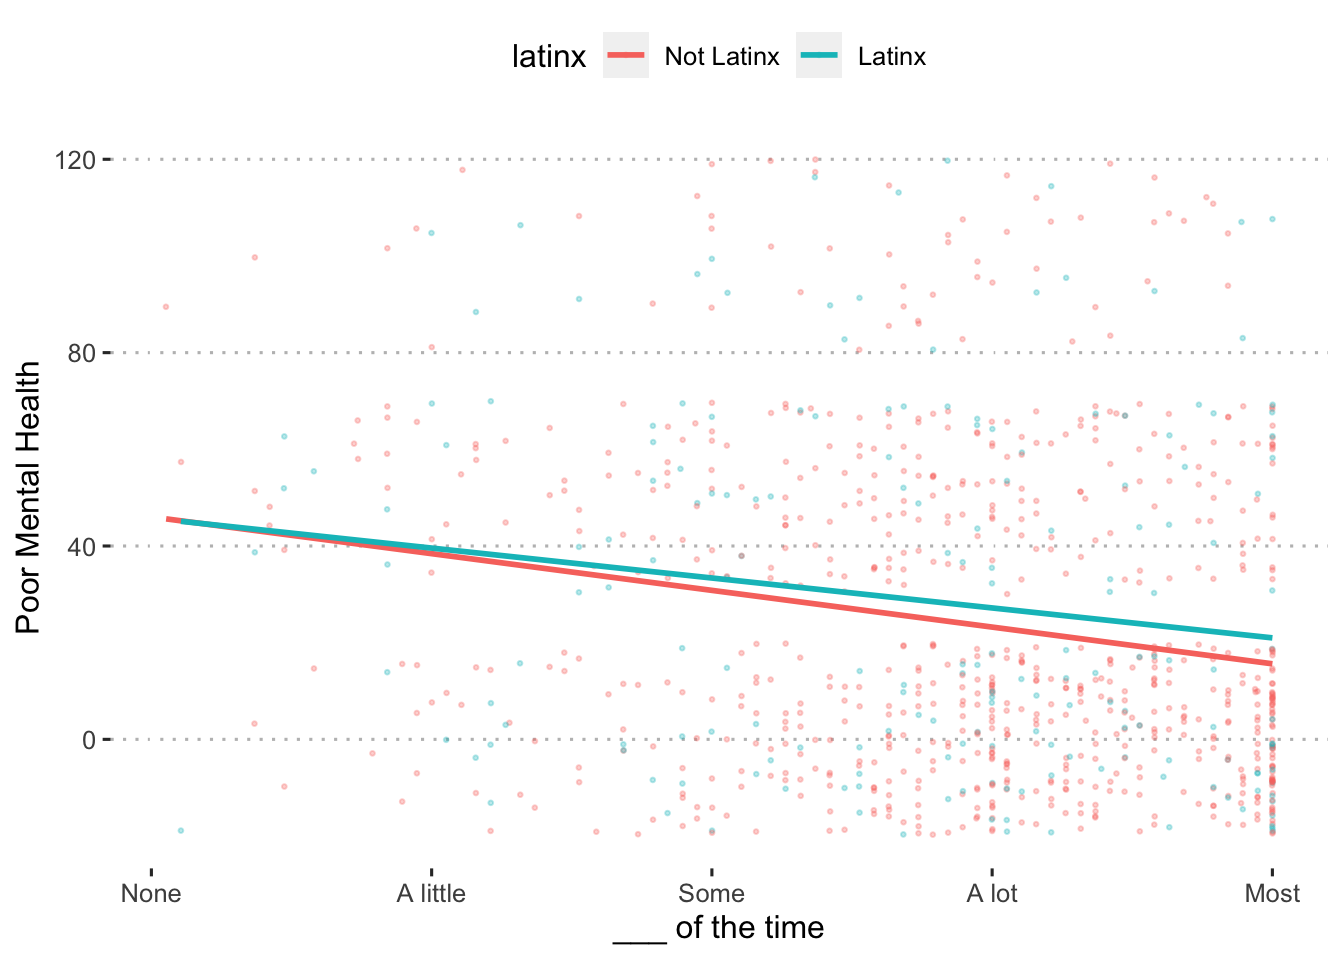 latinx Not Latinx Latinx
120
80
40
0
Poor Mental Health
None A little Some A lot Most
___ of the time